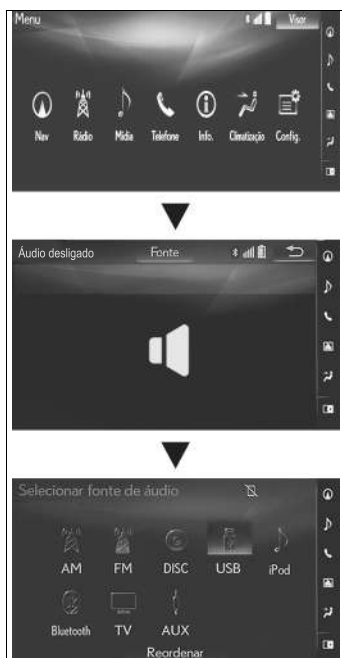 Menu Visor
Nav Rádio Mídia Telefone Info. Climatização Config.
Áudio desligado Fonte
Selecionar fonte de áudio
AM FM DISC USB iPod
Bluetooth TV AUX
Reordenar